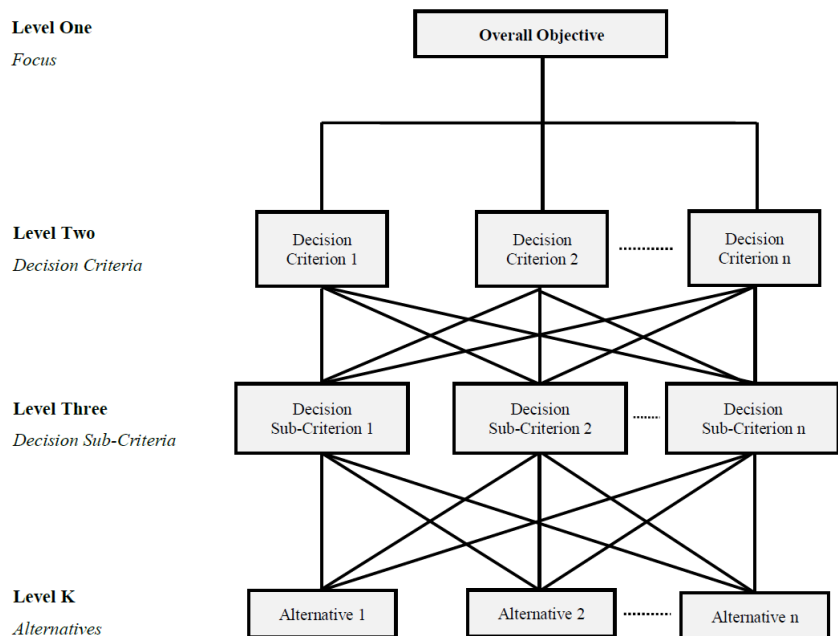 Level One
Focus
Overall Objective
Level Two
Decision Criteria
Decision
Criterion 1
Decision
Criterion 2
Decision
Criterion n
Level Three
Decision Sub-Criteria
Decision
Sub-Criterion 1
Decision
Sub-Criterion 2
Decision
Sub-Criterion n
Level K
Alternatives
Alternative 1
Alternative 2
Alternative n